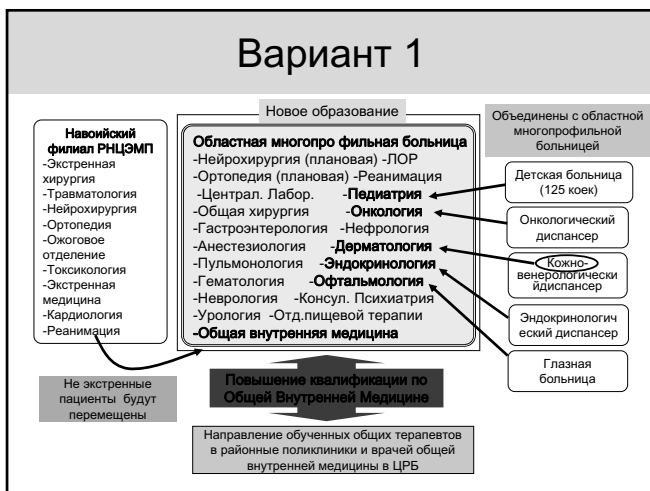 Вариант 1
Новое образование
Навоийский
филиал РНЦЭМП
-Экстренная
хирургия
-Травматология
-Нейрохирургия
-Ортопедия
-Ожоговое
отделение
-Токсикология
-Экстренная
медицина
-Кардиология
-Реанимация
Не экстренные
пациенты будут
перемещены
Областная многопро фильная больница
-Нейрохирургия (плановая) -ЛОР
-Ортопедия (плановая) -Реанимация
-Централ. Лабор. -Педиатрия
-Общая хирургия -Онкология
-Гастроэнтерология -Нефрология
-Анестезиология -Дерматология
-Пульмонология -Эндокринология
-Гематология -Офтальмология
-Неврология -Консул. Психиатрия
-Урология -Отд.пищевой терапии
-Общая внутренняя медицина
Повышение квалификации по
Общей Внутренней Медицине
Направление обученных общих терапевтов
в районные поликлиники и врачей общей
внутренней медицины в ЦРБ
Объединены с областной
многопрофильной
больницей
Детская больница
(125 коек)
Онкологический
диспансер
Кожно-
венерологически
йдиспансер
Эндокринологич
еский диспансер
Глазная
больница